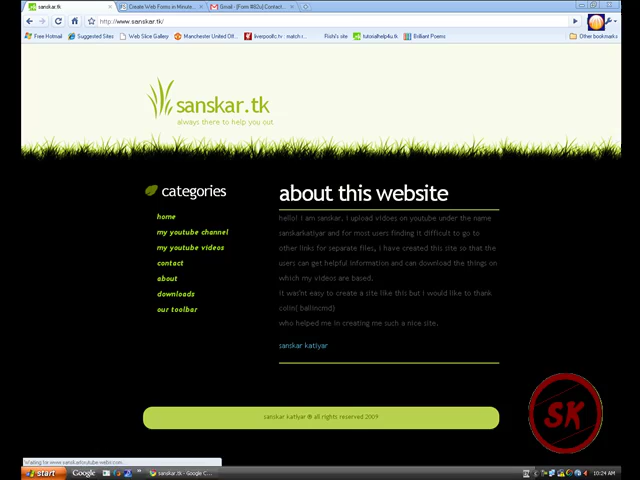 sanskar.tk
Create Web Forms in Minute...
Gmail - [Form #82u] Contact...
http://www.sanskar.tk/
Free Hotmail
Suggested Sites
Web Slice Gallery
Manchester United Off...
liverpoolfc.tv : match r...
Fishi's site
tutorialhelp4u.tk
Brilliant Poems
Other bookmarks
sanskar.tk
always there to help you out
categories
home
my youtube channel
my youtube videos
contact
about
downloads
our toolbar
about this website
hello! i am sanskar, i upload vidoes on youtube under the name
sanskarkatiyar and for most users finding it difficult to go to
other links for separate files, i have created this site so that the
users can get helpful information and can download the things on
which my videos are based.
it was'nt easy to create a site like this but i would like to thank
colin( ballincmd)
who helped me in creating me such a nice site.
sanskar katiyar
sanskar katiyar ® all rights reserved 2009
SK
Waiting for www.sanskarlovutube.webs.com...
start
Google
sanskar.tk - Google C...
10:24 AM